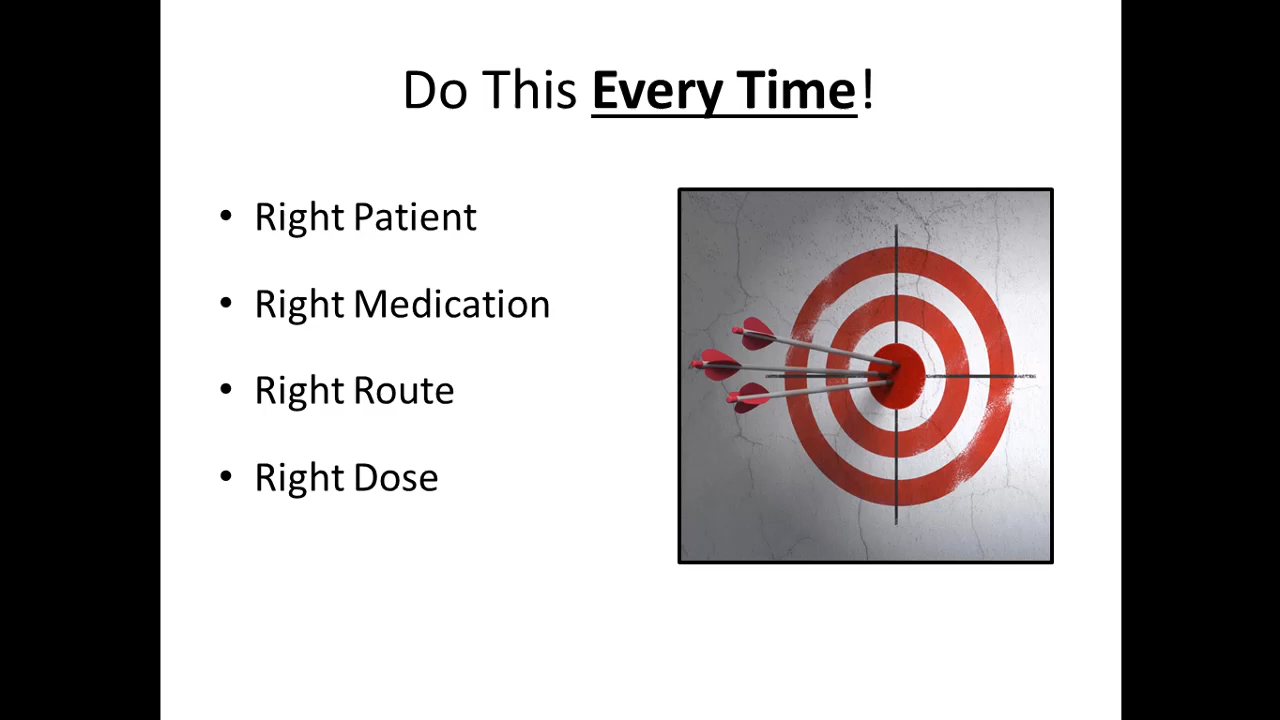 Do This Every Time!
• Right Patient
• Right Medication
• Right Route
• Right Dose